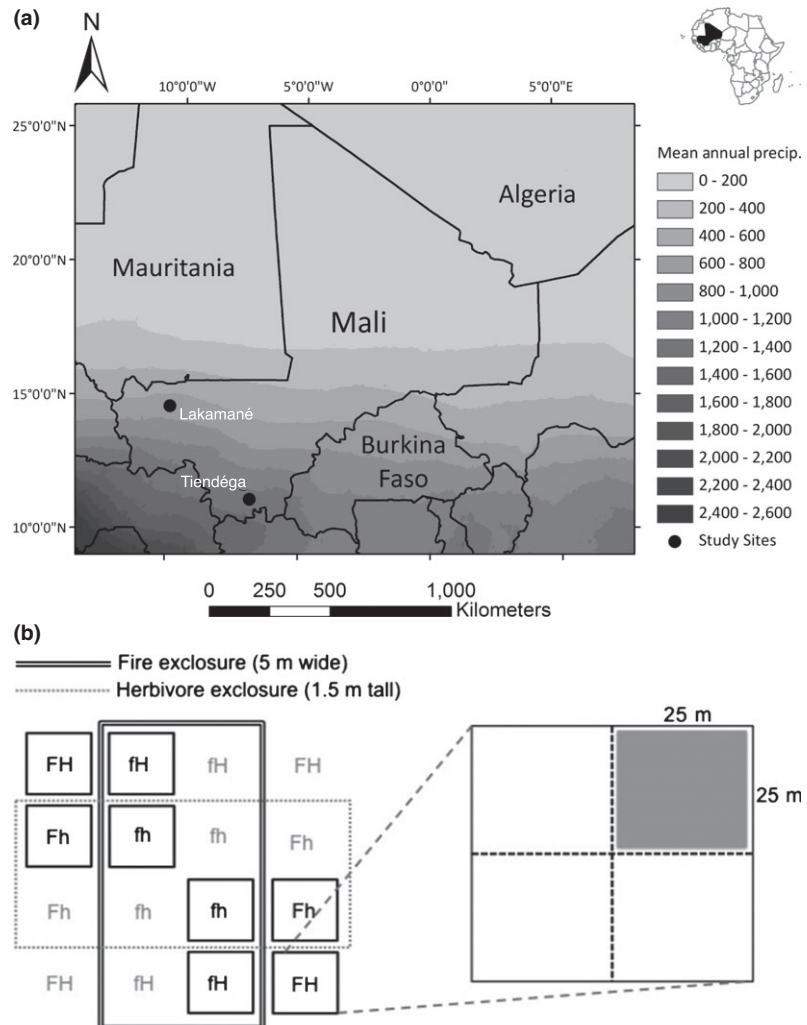 (a)
N
10°0'0"W 5°0'0"W 0°0'0" 5°0'0"E
25°0'0"N
20°0'0"N
15°0'0"N
10°0'0"N
Algeria
Mauritania
Mali
Lakamané
Burkina
Faso
Tiendéga
Mean annual precip.
0 - 200
200 - 400
400 - 600
600 - 800
800 - 1,000
1,000 - 1,200
1,200 - 1,400
1,400 - 1,600
1,600 - 1,800
1,800 - 2,000
2,000 - 2,200
2,200 - 2,400
2,400 - 2,600
Study Sites
0 250 500 1,000
Kilometers
(b)
Fire exclosure (5 m wide)
Herbivore exclosure (1.5 m tall)
FH fH fH FH
Fh fh fh Fh
Fh fh fh Fh
FH fH fH FH
25 m
25 m